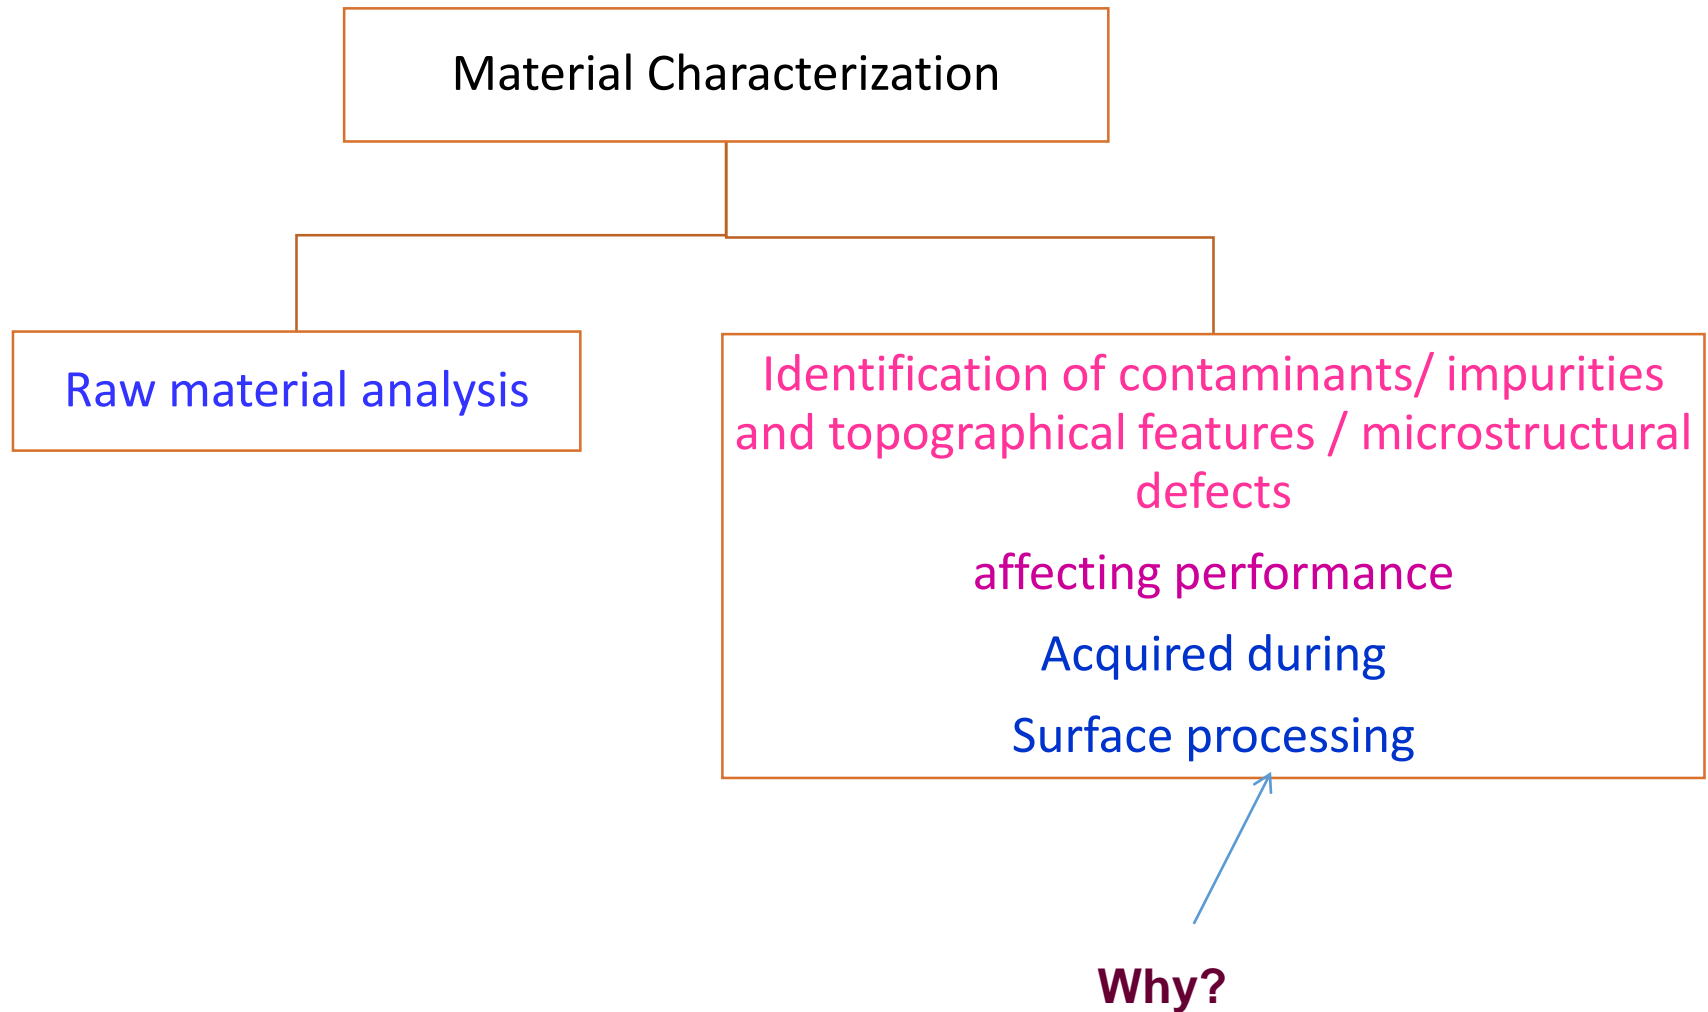 Material Characterization
Raw material analysis
Identification of contaminants/ impurities
and topographical features / microstructural
defects
affecting performance
Acquired during
Surface processing
Why?